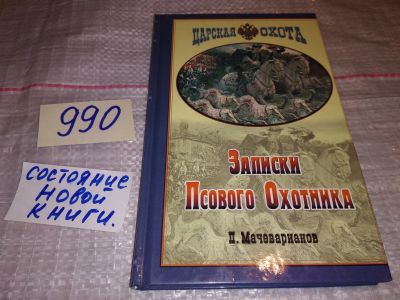 ЦАРСКАЯ ОХОТА
990
СОСТОЯНИЕ
НОВОЙ
КНИГИ.
Записки
Псового Охотника
П. Мачеварианов